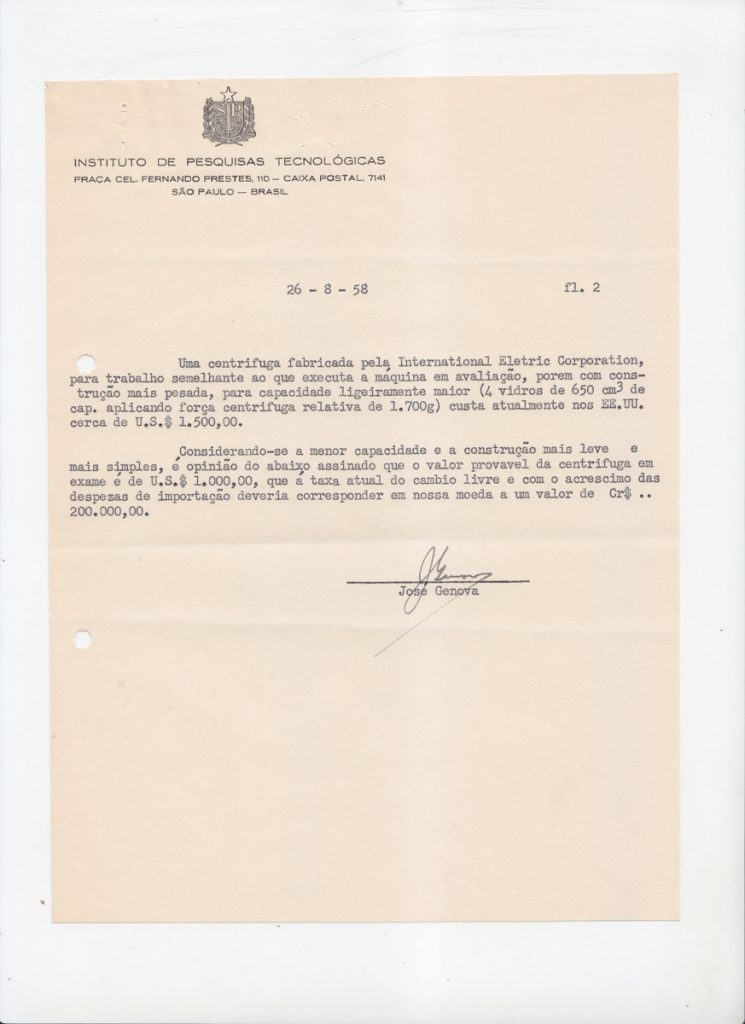 SP
INSTITUTO DE PESQUISAS TECNOLÓGICAS
PRAÇA CEL. FERNANDO PRESTES, 110 — CAIXA POSTAL, 7141
SÃO PAULO — BRASIL
26 - 8 - 58 fl. 2
Uma centrifuga fabricada pela International Eletric Corporation,
para trabalho semelhante ao que executa a máquina em avaliação, porem com cons-
trução mais pesada, para capacidade ligeiramente maior (4 vidros de 650 cm3 de
cap. aplicando força centrifuga relativa de 1.700g) custa atualmente nos EE.UU.
cerca de U.S.$ 1.500,00.
Considerando-se a menor capacidade e a construção mais leve e
mais simples, é opinião do abaixo assinado que o valor provavel da centrifuga em
exame é de U.S.$ 1.000,00, que á taxa atual do cambio livre e com o acrescimo das
despezas de importação deveria corresponder em nossa moeda a um valor de Cr$ ..
200.000,00.
J Genova
José Genova